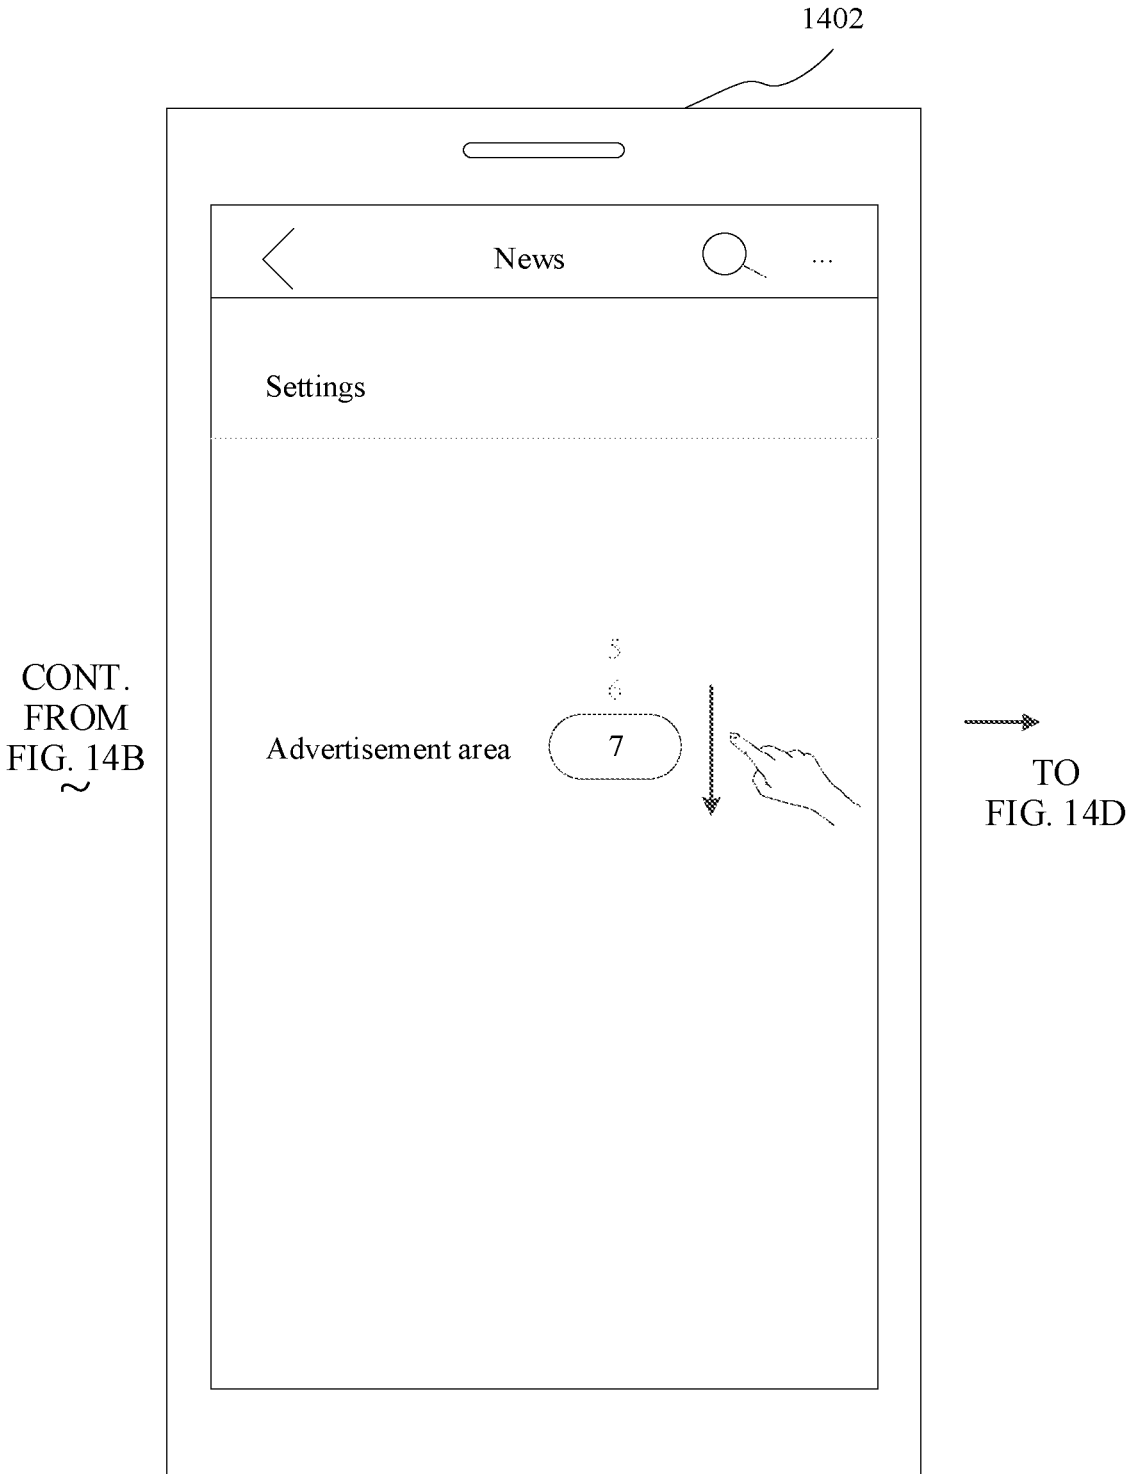 1402
News
...
Settings
5
6
Advertisement area
7
CONT.
FROM
FIG. 14B
~
TO
FIG. 14D